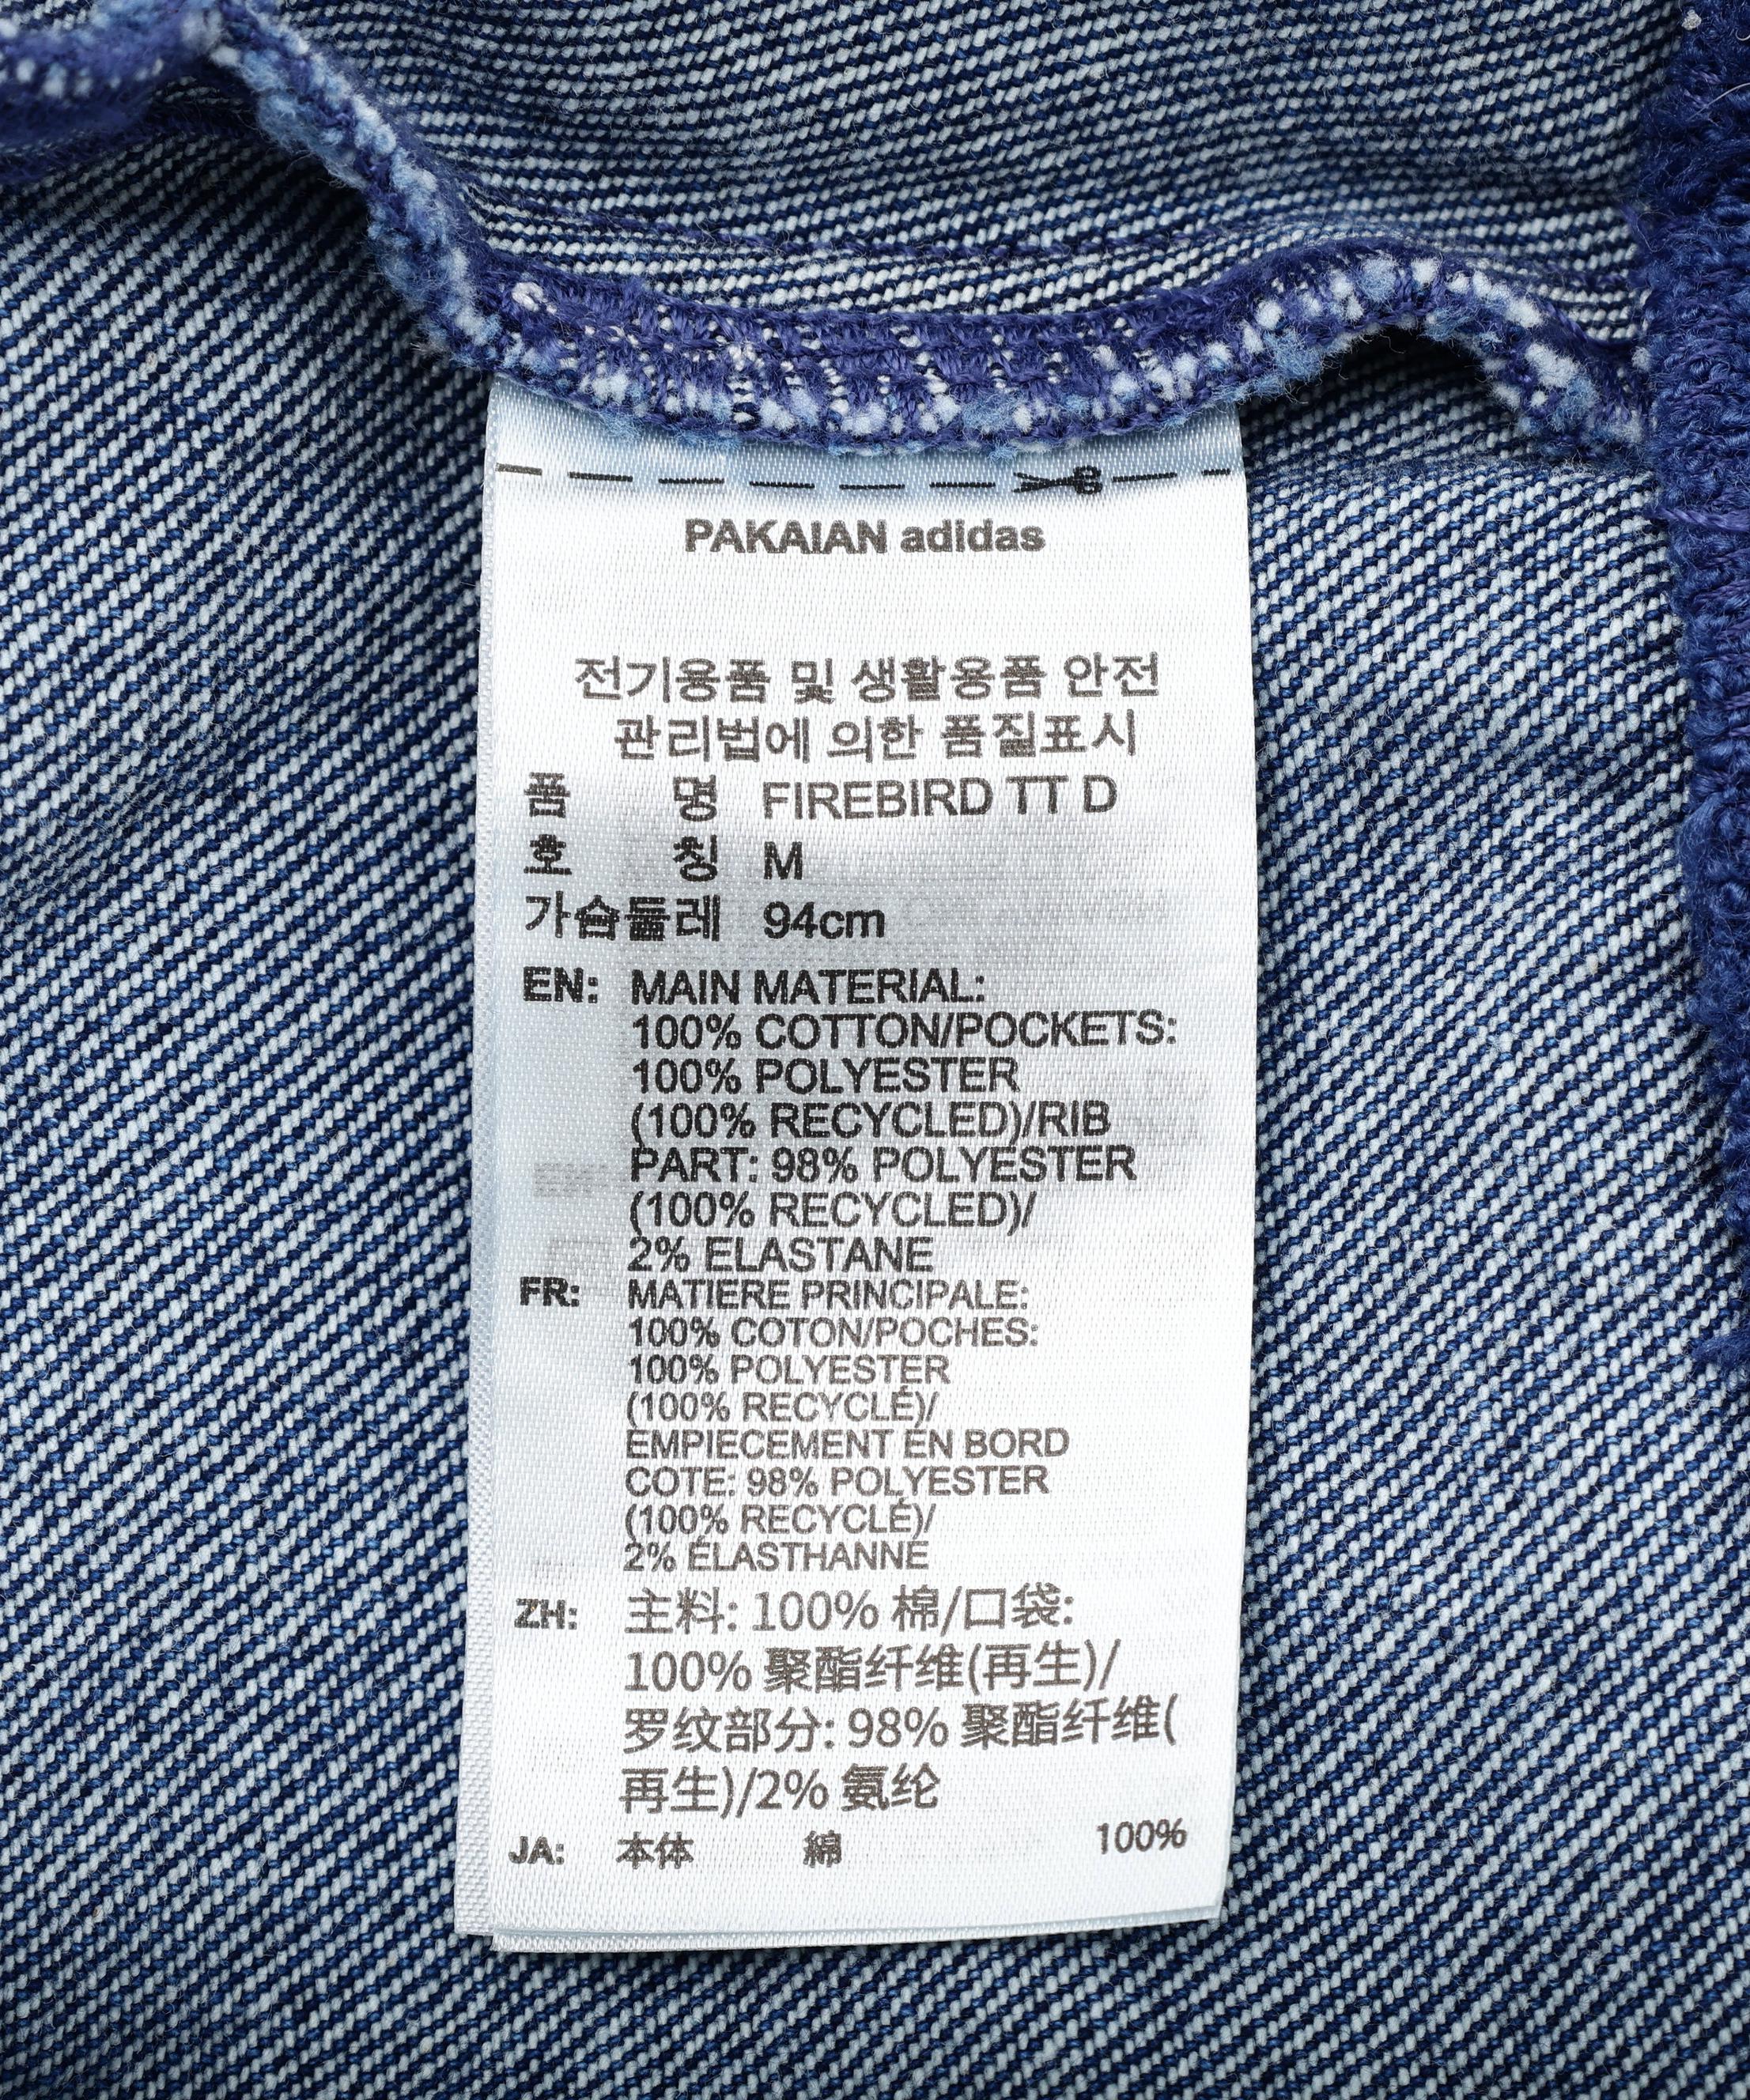 PAKAIAN adidas
전기용품 및 생활용품 안전
관리법에 의한 품질표시
품 명 FIREBIRD TT D
호 칭 M
가슴둘레 94cm
EN: MAIN MATERIAL:
100% COTTON/POCKETS:
100% POLYESTER
(100% RECYCLED)/RIB
PART: 98% POLYESTER
(100% RECYCLED)/
2% ELASTANE
FR: MATIERE PRINCIPALE:
100% COTON/POCHES:
100% POLYESTER
(100% RECYCLÉ)/
EMPIECEMENT EN BORD
COTE: 98% POLYESTER
(100% RECYCLÉ)/
2% ÉLASTHANNE
ZH: 主料: 100% 棉/口袋:
100% 聚酯纤维(再生)/
罗纹部分: 98% 聚酯纤维(
再生)/2% 氨纶
JA: 本体 綿 100%